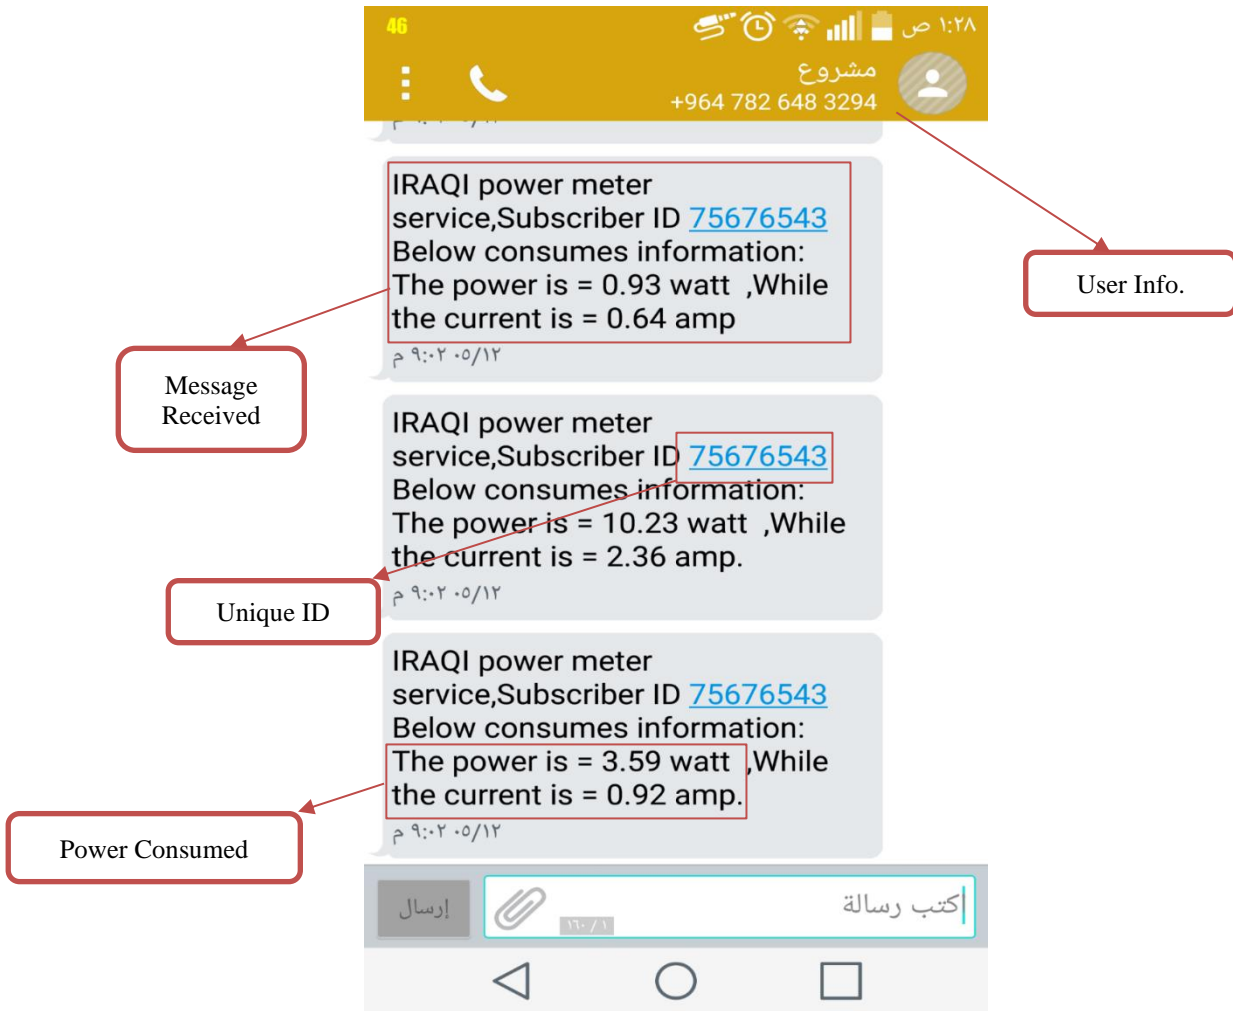 46
١:٢٨ ص
مشروع
+964 782 648 3294
IRAQI power meter
service,Subscriber ID 75676543
Below consumes information:
The power is = 0.93 watt ,While
the current is = 0.64 amp
٠٥/١٢ ٩:٠٢ م
User Info.
Message
Received
IRAQI power meter
service,Subscriber ID 75676543
Below consumes information:
The power is = 10.23 watt ,While
the current is = 2.36 amp.
٠٥/١٢ ٩:٠٢ م
Unique ID
IRAQI power meter
service,Subscriber ID 75676543
Below consumes information:
The power is = 3.59 watt ,While
the current is = 0.92 amp.
٠٥/١٢ ٩:٠٢ م
Power Consumed
اكتب رسالة
١ / ١٦٠
إرسال